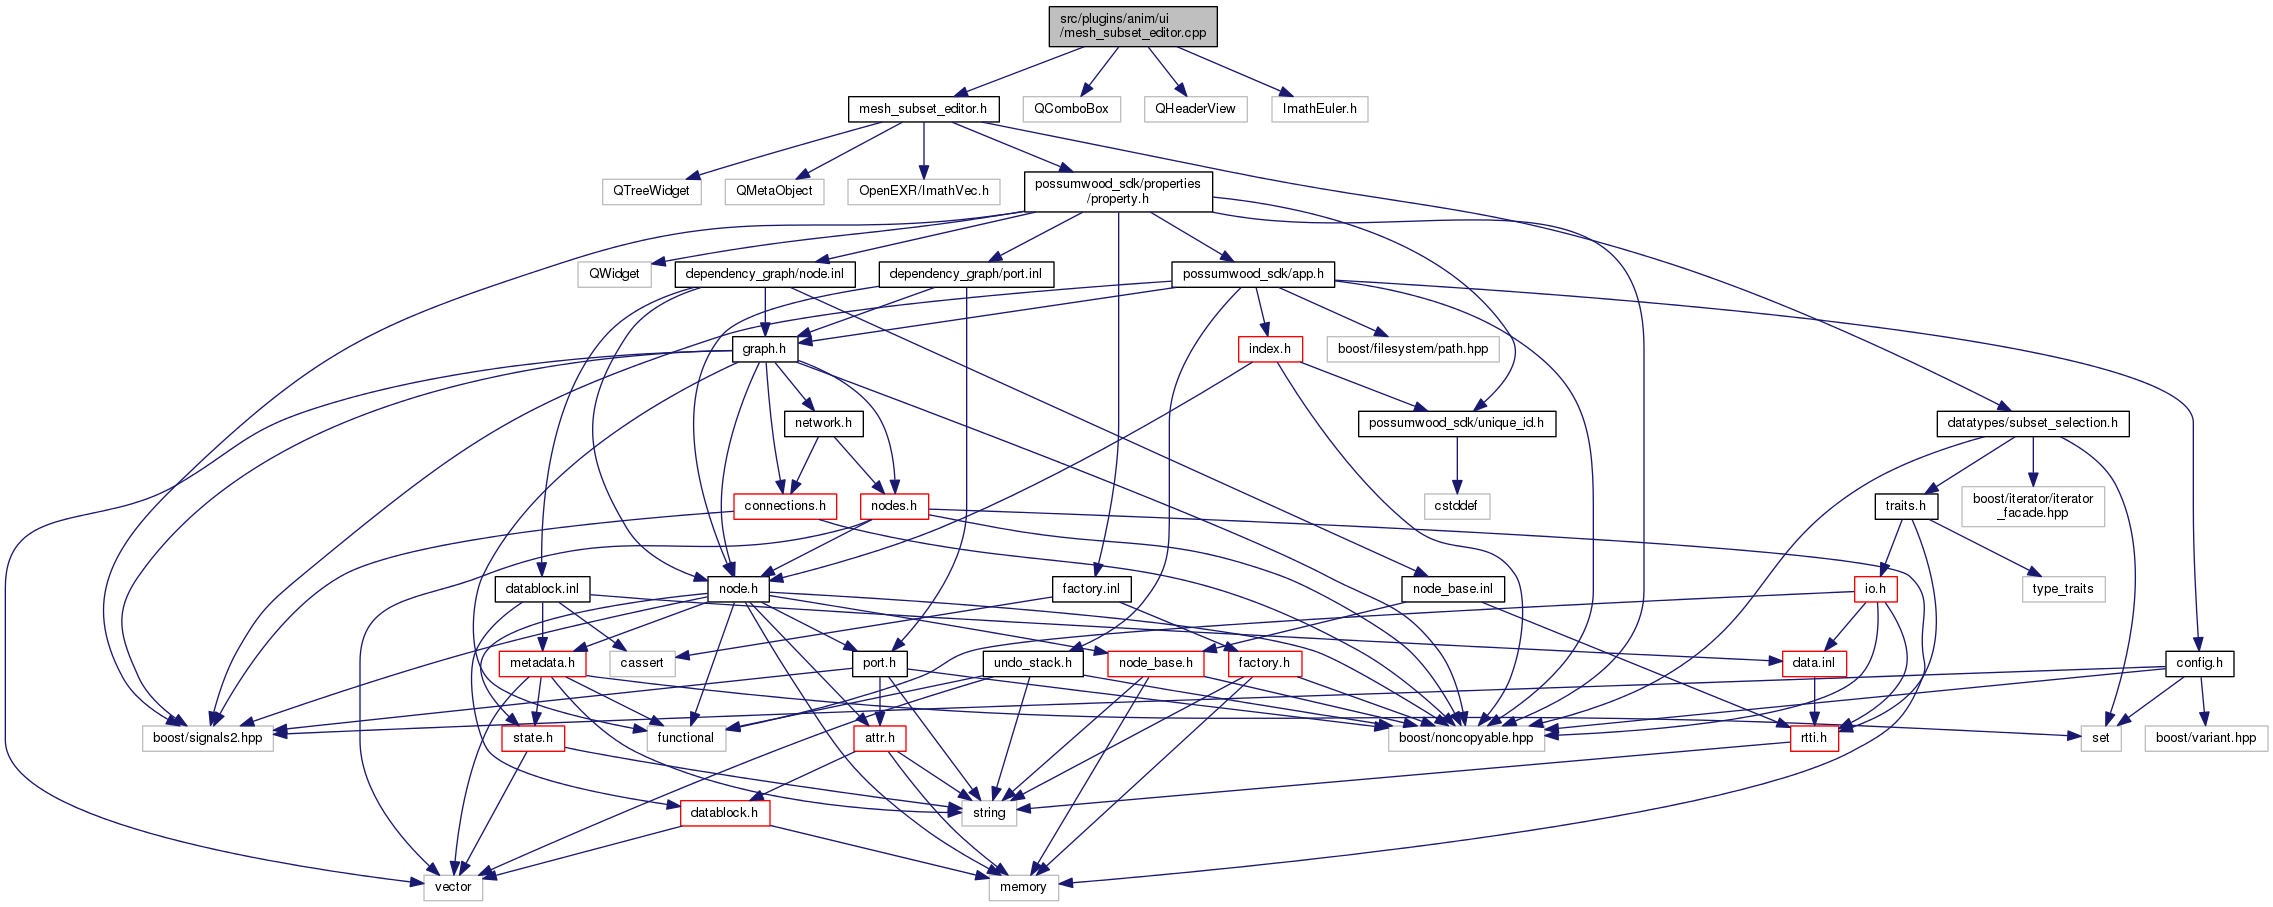 src/plugins/anim/ui
/mesh_subset_editor.cpp
mesh_subset_editor.h
QComboBox
QHeaderView
ImathEuler.h
QTreeWidget
QMetaObject
OpenEXR/ImathVec.h
possumwood_sdk/properties
/property.h
QWidget
dependency_graph/node.inl
dependency_graph/port.inl
possumwood_sdk/app.h
graph.h
index.h
boost/filesystem/path.hpp
network.h
possumwood_sdk/unique_id.h
datatypes/subset_selection.h
connections.h
nodes.h
cstddef
traits.h
boost/iterator/iterator
_facade.hpp
datablock.inl
node.h
factory.inl
node_base.inl
io.h
type_traits
metadata.h
cassert
port.h
undo_stack.h
node_base.h
factory.h
data.inl
config.h
boost/signals2.hpp
state.h
functional
attr.h
boost/noncopyable.hpp
rtti.h
set
boost/variant.hpp
datablock.h
string
vector
memory